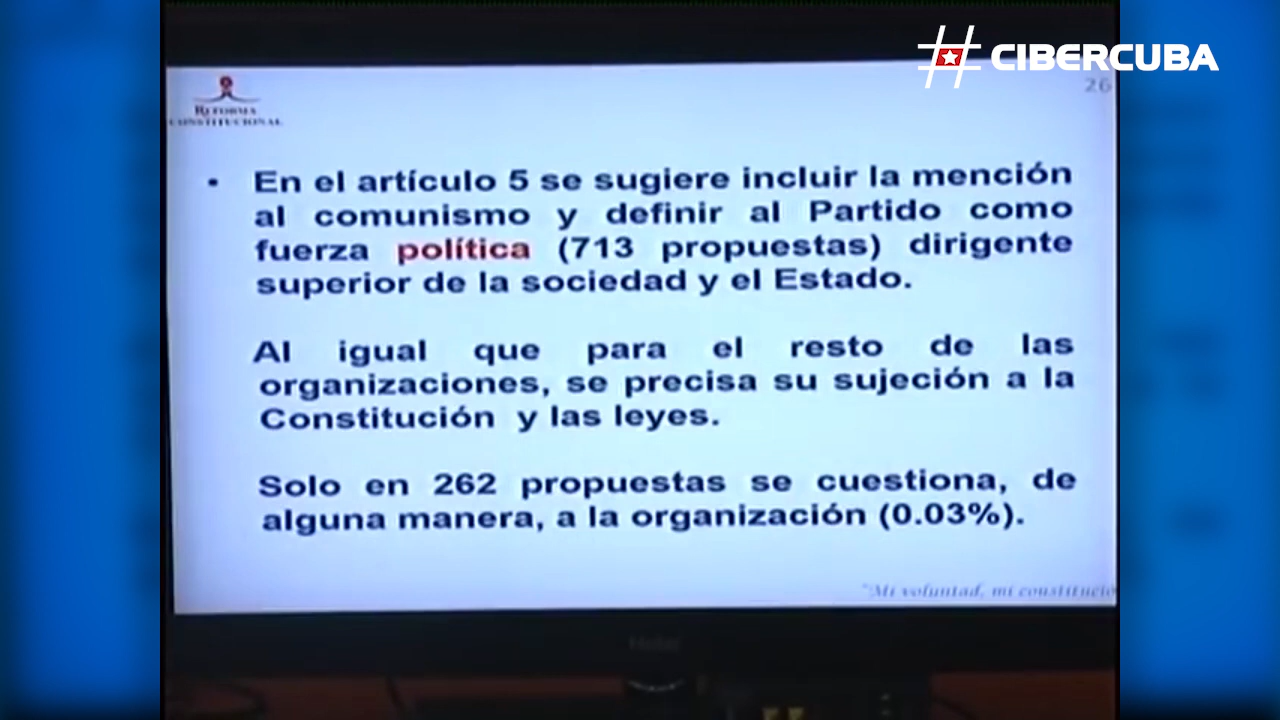 CIBERCUBA
26
REFORMA
CONSTITUCIONAL
• En el artículo 5 se sugiere incluir la mención
al comunismo y definir al Partido como
fuerza política (713 propuestas) dirigente
superior de la sociedad y el Estado.
Al igual que para el resto de las
organizaciones, se precisa su sujeción a la
Constitución y las leyes.
Solo en 262 propuestas se cuestiona, de
alguna manera, a la organización (0.03%).
"Mi voluntad, mi constitució